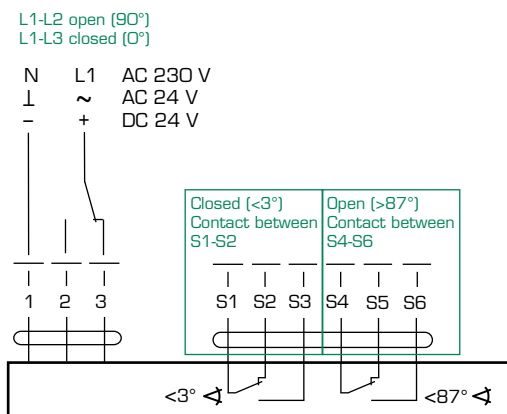 L1-L2 open (90°)
L1-L3 closed (0°)
N L1 AC 230 V
⊥ ~ AC 24 V
– + DC 24 V
Closed (<3°)
Contact between
S1-S2
Open (>87°)
Contact between
S4-S6
1 2 3 S1 S2 S3 S4 S5 S6
<3° <87°